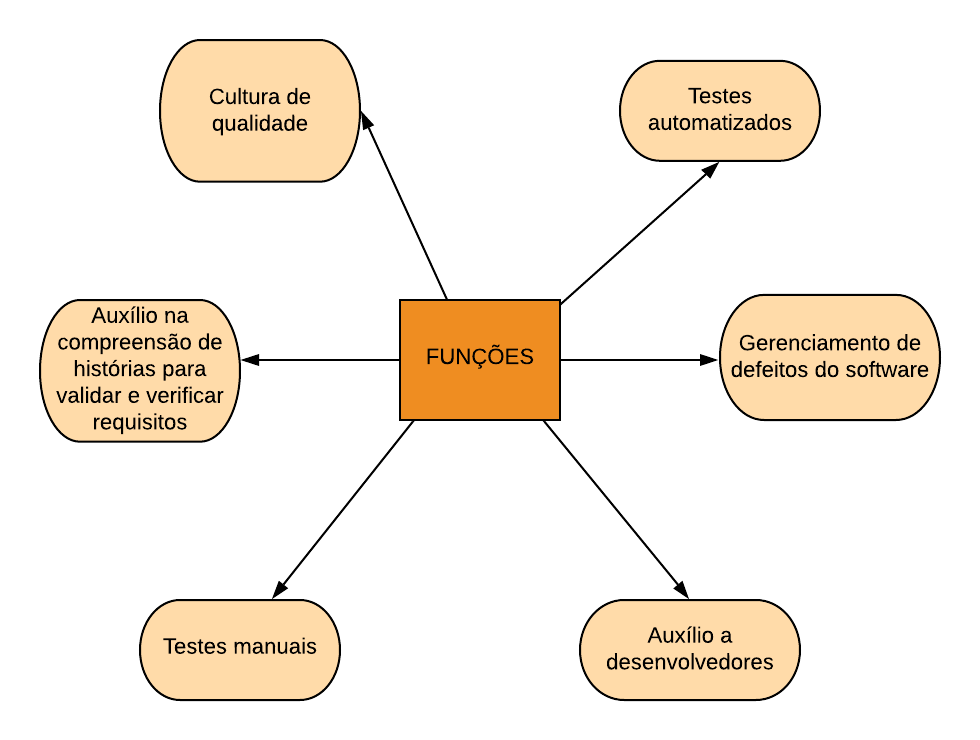 Cultura de
qualidade
Testes
automatizados
Auxílio na
compreensão de
histórias para
validar e verificar
requisitos
FUNÇÕES
Gerenciamento de
defeitos do software
Testes manuais
Auxílio a
desenvolvedores